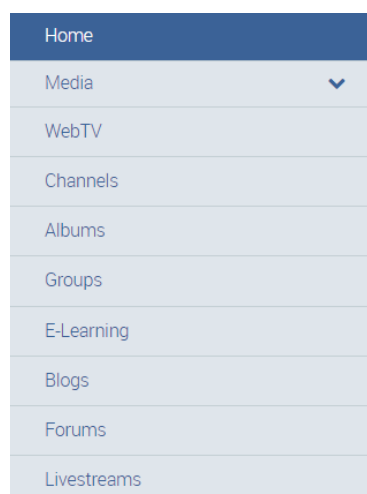 Home
Media
WebTV
Channels
Albums
Groups
E-Learning
Blogs
Forums
Livestreams